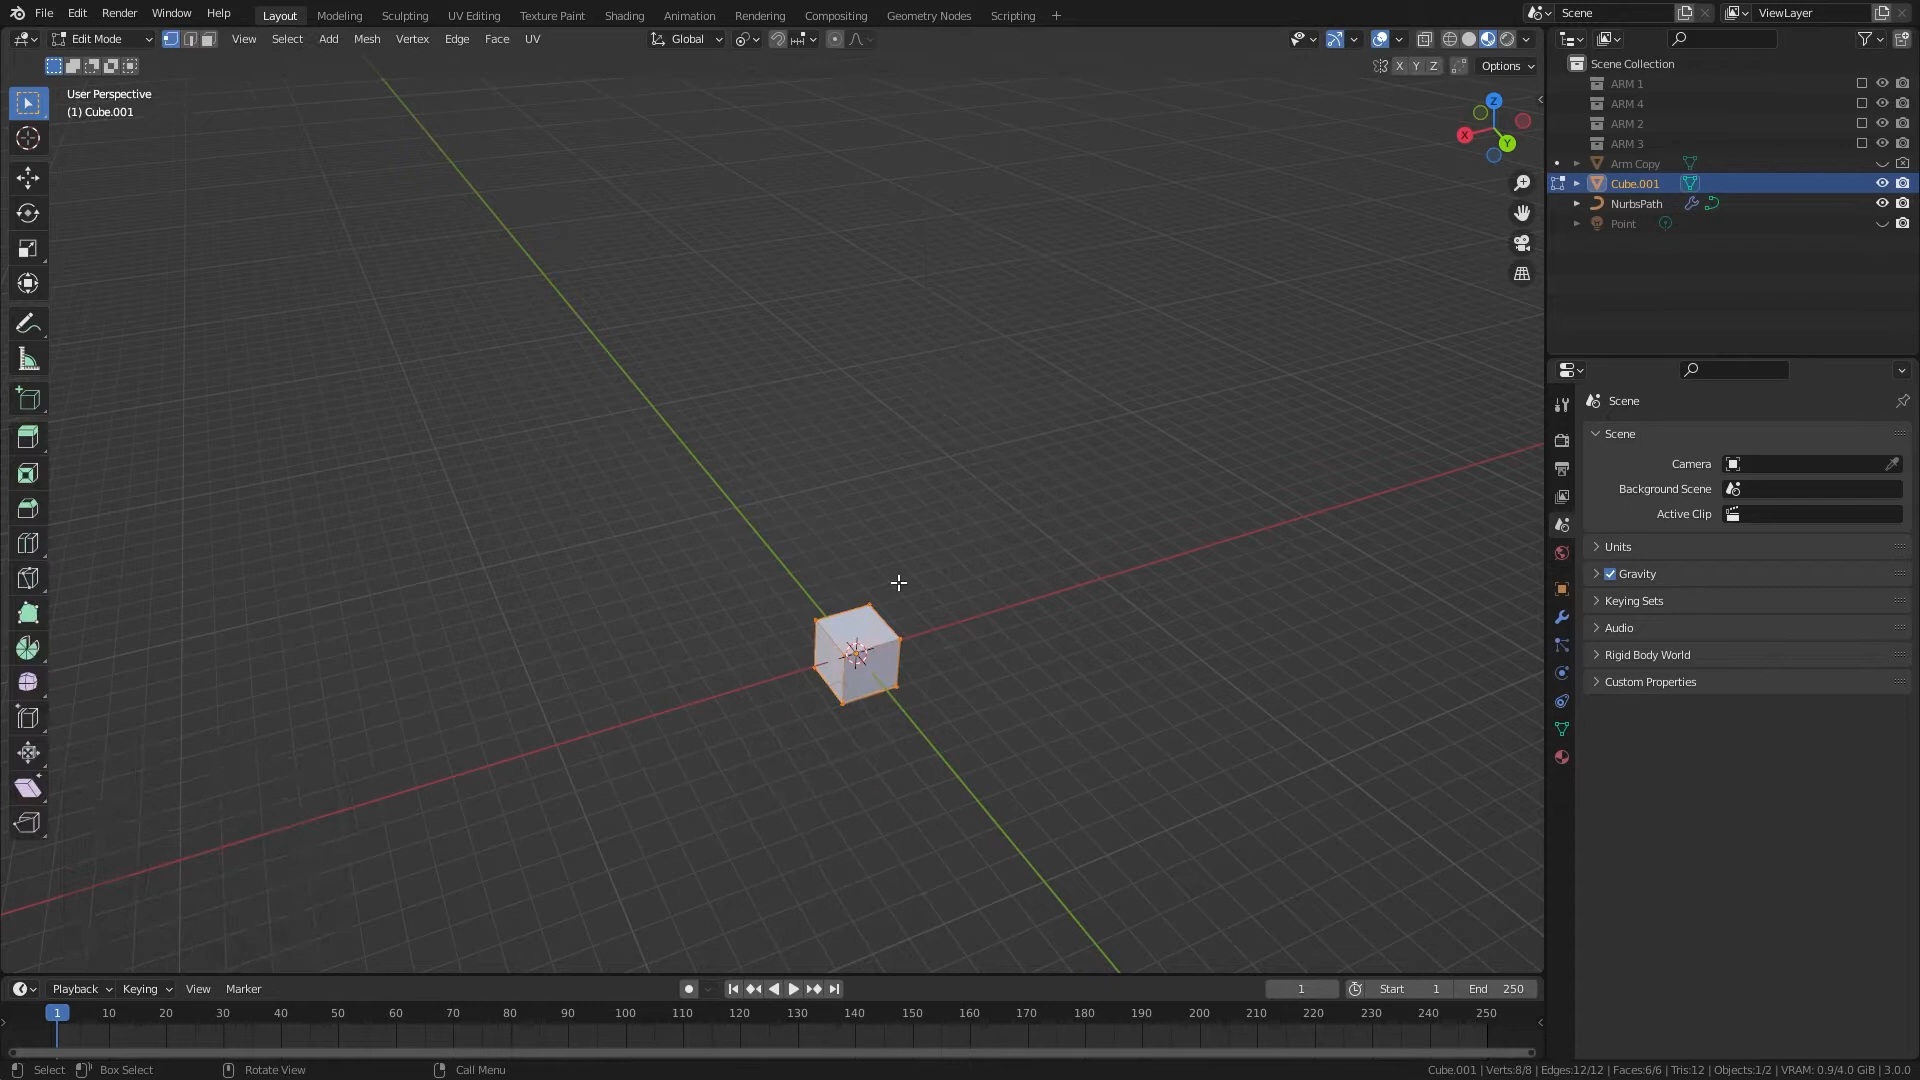 File Edit Render Window Help Layout Modeling Sculpting UV Editing Texture Paint Shading Animation Rendering Compositing Geometry Nodes Scripting + Scene ViewLayer
Edit Mode View Select Add Mesh Vertex Edge Face UV Global
X Y Z Options
User Perspective
(1) Cube.001
Z
X
Y
Scene Collection
ARM 1
ARM 4
ARM 2
ARM 3
Arm Copy
Cube.001
NurbsPath
Point
Scene
Scene
Camera
Background Scene
Active Clip
Units
Gravity
Keying Sets
Audio
Rigid Body World
Custom Properties
Playback Keying View Marker 1 Start 1 End 250
1 10 20 30 40 50 60 70 80 90 100 110 120 130 140 150 160 170 180 190 200 210 220 230 240 250
Select Box Select Rotate View Call Menu Cube.001 | Verts:8/8 | Edges:12/12 | Faces:6/6 | Tris:12 | Objects:1/2 | VRAM: 0.9/4.0 GiB | 3.0.0